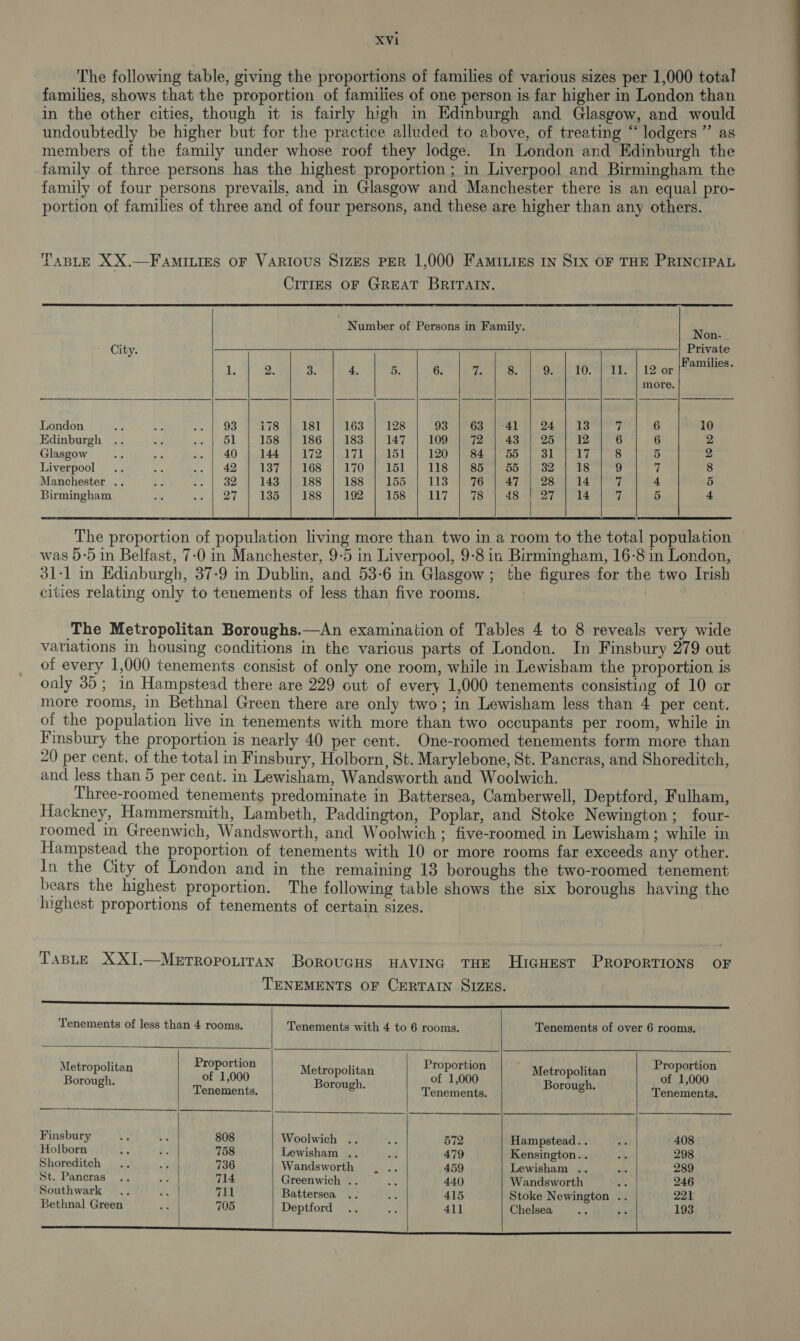 xvi
The following table, giving the proportions of families of various sizes per 1,000 total
families, shows that the proportion of families of one person is far higher in London than
in the other cities, though it is fairly high in Edinburgh and Glasgow, and would
undoubtedly be higher but for the practice alluded to above, of treating “lodgers” as
members of the family under whose roof they lodge. In London and Edinburgh the
family of three persons has the highest proportion; in Liverpool and Birmingham the
family of four persons prevails, and in Glasgow and Manchester there is an equal pro-
portion of families of three and of four persons, and these are higher than any others.
TABLE XX.—FAMILIES OF VARIOUS SIZES PER 1,000 FAMILIES IN SIX OF THE PRINCIPAL
CITIES OF GREAT BRITAIN.
City. Number of Persons in Family. Non-Private Families.
1. 2. 3. 4. 5. 6. 7. 8. 9. 10. 11. 12 or more.
London .. .. .. 93 178 181 163 128 93 63 41 24 13 7 6 10
Edinburgh .. .. .. 51 158 186 183 147 109 72 43 25 12 6 6 2
Glasgow .. .. .. 40 144 172 171 151 120 84 55 31 17 8 5 2
Liverpool .. .. .. 42 137 168 170 151 118 85 55 32 18 9 7 8
Manchester .. .. .. 32 143 188 188 155 113 76 47 28 14 7 4 5
Birmingham .. .. 27 135 188 192 158 117 78 48 27 14 7 5 4
The proportion of population living more than two in a room to the total population
was 5·5 in Belfast, 7·0 in Manchester, 9·5 in Liverpool, 9·8 in Birmingham, 16·8 in London,
31·1 in Edinburgh, 37·9 in Dublin, and 53·6 in Glasgow; the figures for the two Irish
cities relating only to tenements of less than five rooms.
The Metropolitan Boroughs.—An examination of Tables 4 to 8 reveals very wide
variations in housing conditions in the various parts of London. In Finsbury 279 out
of every 1,000 tenements consist of only one room, while in Lewisham the proportion is
only 35; in Hampstead there are 229 out of every 1,000 tenements consisting of 10 or
more rooms, in Bethnal Green there are only two; in Lewisham less than 4 per cent.
of the population live in tenements with more than two occupants per room, while in
Finsbury the proportion is nearly 40 per cent. One-roomed tenements form more than
20 per cent. of the total in Finsbury, Holborn, St. Marylebone, St. Pancras, and Shoreditch,
and less than 5 per cent. in Lewisham, Wandsworth and Woolwich.
Three-roomed tenements predominate in Battersea, Camberwell, Deptford, Fulham,
Hackney, Hammersmith, Lambeth, Paddington, Poplar, and Stoke Newington; four-
roomed in Greenwich, Wandsworth, and Woolwich; five-roomed in Lewisham; while in
Hampstead the proportion of tenements with 10 or more rooms far exceeds any other.
In the City of London and in the remaining 13 boroughs the two-roomed tenement
bears the highest proportion. The following table shows the six boroughs having the
highest proportions of tenements of certain sizes.
TABLE XXI.—METROPOLITAN BOROUGHS HAVING THE HIGHEST PROPORTIONS OF
TENEMENTS OF CERTAIN SIZES.
Tenements of less than 4 rooms. Tenements with 4 to 6 rooms. Tenements of over 6 rooms.
Metropolitan Borough. Proportion of 1,000 Tenements. Metropolitan Borough. Proportion of 1,000 Tenements. Metropolitan Borough. Proportion of 1,000 Tenements.
Finsbury .. .. 808 Woolwich .. .. 572 Hampstead.. .. 408
Holborn .. .. 758 Lewisham .. .. 479 Kensington.. .. 298
Shoreditch .. .. 736 Wandsworth .. 459 Lewisham .. .. 289
St. Pancras .. .. 714 Greenwich .. .. 440 Wandsworth .. 246
Southwark .. .. 711 Battersea .. .. 415 Stoke Newington .. 221
Bethnal Green .. 705 Deptford .. .. 411 Chelsea .. .. 193